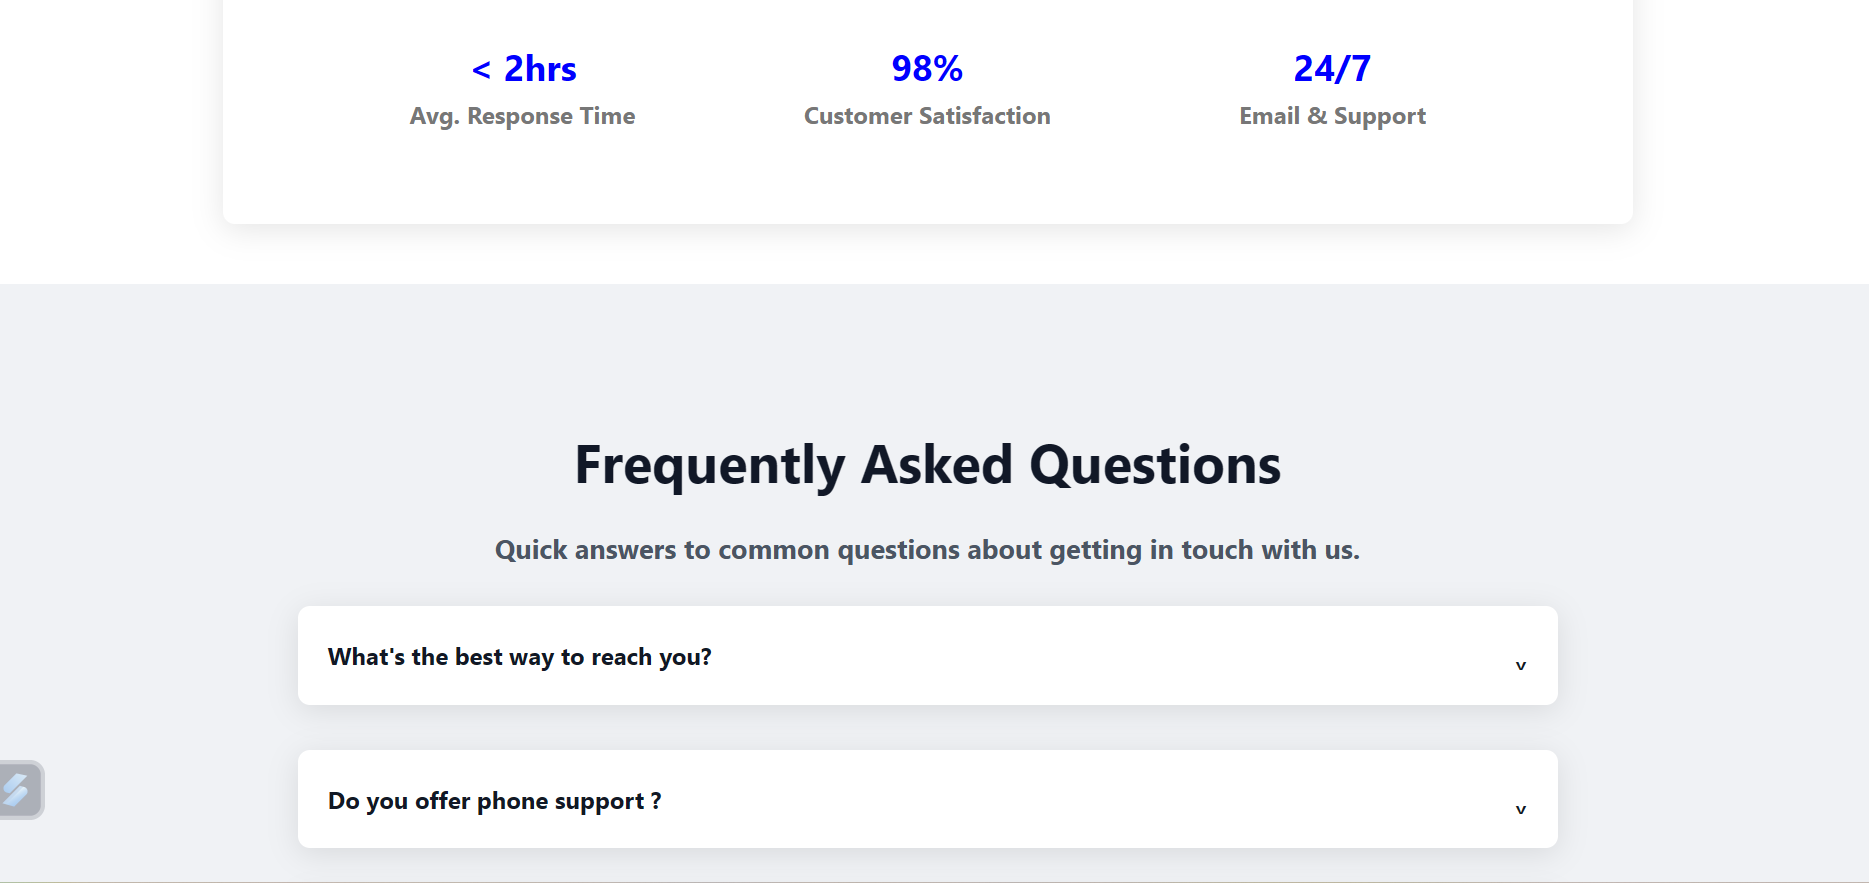 < 2hrs 98% 24/7
Avg. Response Time Customer Satisfaction Email & Support
Frequently Asked Questions
Quick answers to common questions about getting in touch with us.
What's the best way to reach you? v
Do you offer phone support ? v